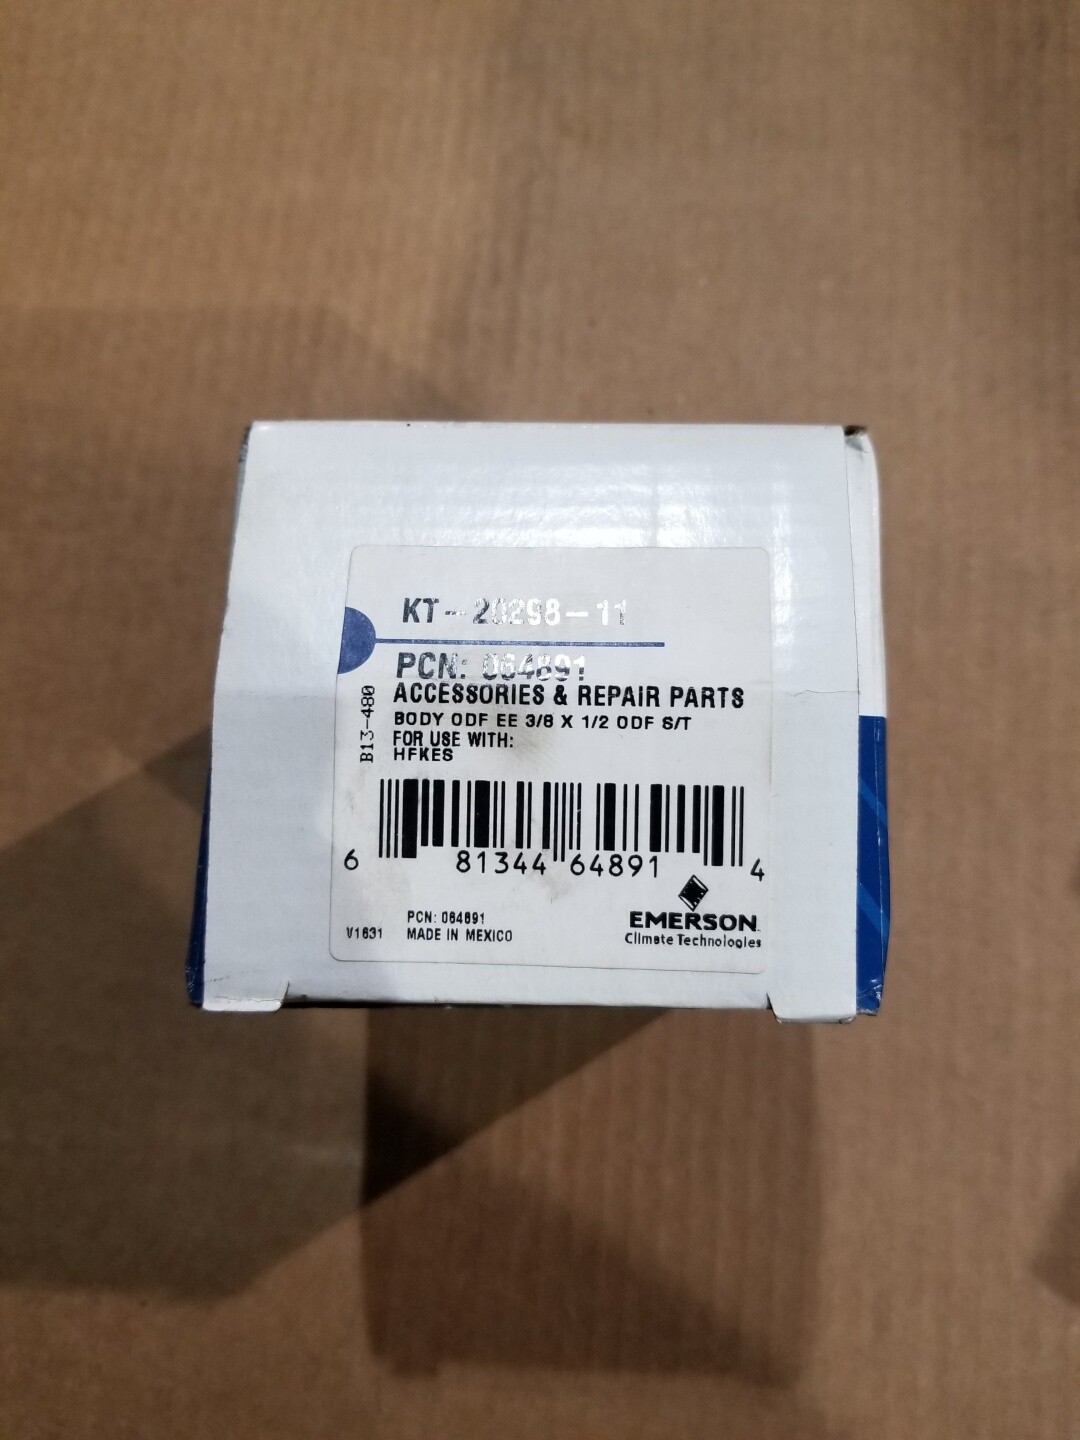 KT-20298-11
PCN: 064891
ACCESSORIES & REPAIR PARTS
BODY ODF EE 3/8 X 1/2 ODF S/T
FOR USE WITH:
HFKES
B13-480
6 81344 64891 4
PCN: 064891
V1631 MADE IN MEXICO
EMERSON
Climate Technologies